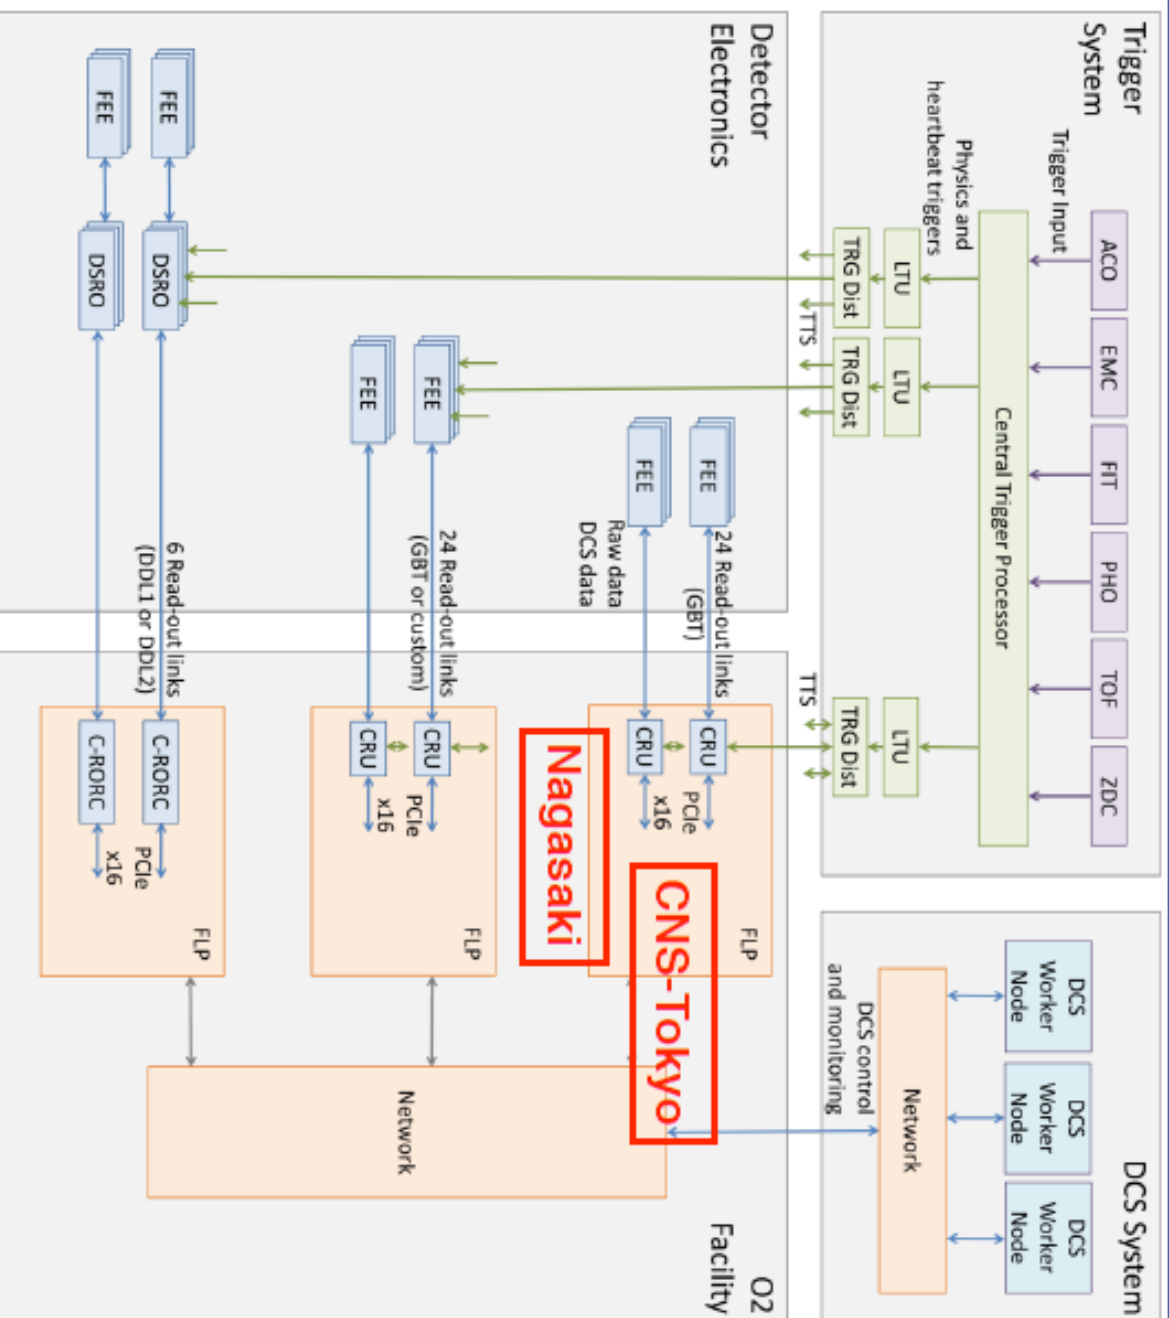 Trigger
System
ACO
EMC
FIT
PHO
TOF
ZDC
Trigger Input
Central Trigger Processor
Physics and
heartbeat triggers
LTU
LTU
LTU
TRG Dist
TRG Dist
TRG Dist
TTS
TTS
DCS System
DCS
Worker
Node
DCS
Worker
Node
DCS
Worker
Node
Network
DCS control
and monitoring
Detector
Electronics
FEE
FEE
24 Read-out links
(GBT)
Raw data
DCS data
CRU
CRU
PCIe
x16
FLP
CNS-Tokyo
Nagasaki
FEE
FEE
24 Read-out links
(GBT or custom)
CRU
CRU
PCIe
x16
FLP
FEE
FEE
DSRO
DSRO
6 Read-out links
(DDL1 or DDL2)
C-RORC
C-RORC
PCIe
x16
FLP
Network
O2
Facility